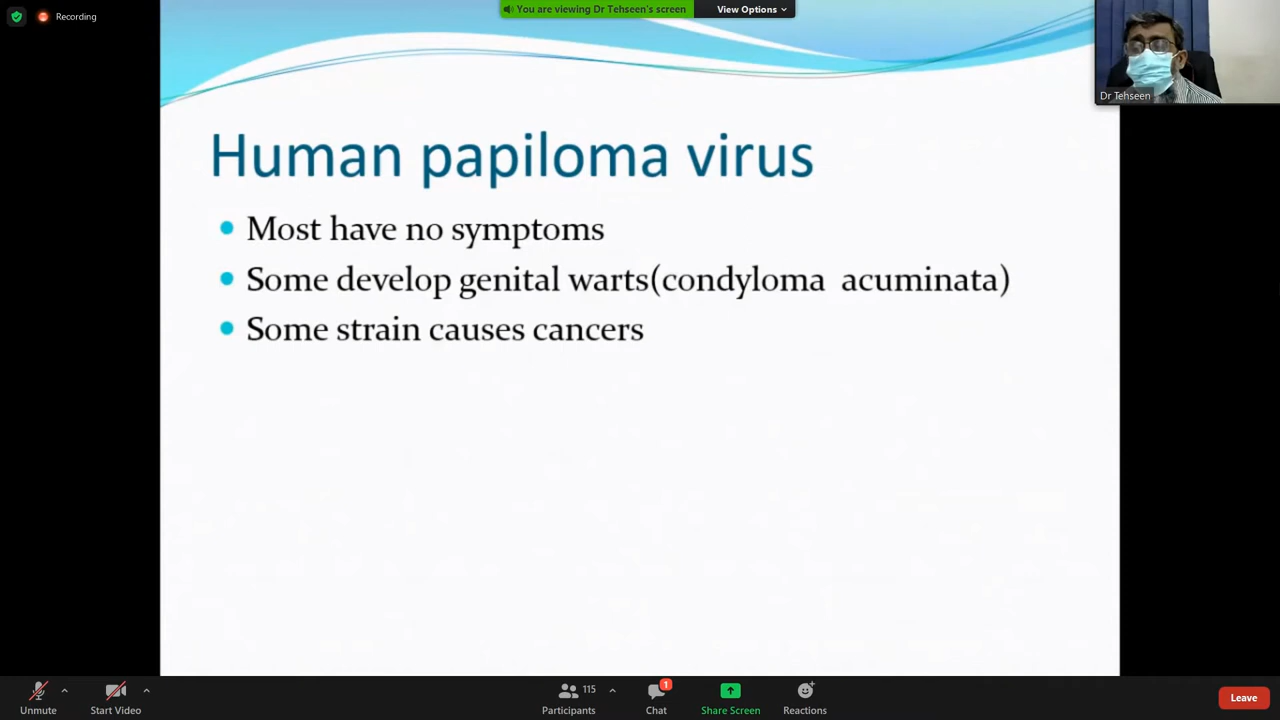 Recording
You are viewing Dr Tehseen's screen
View Options
Dr Tehseen
Human papiloma virus
Most have no symptoms
Some develop genital warts(condyloma acuminata)
Some strain causes cancers
Unmute
Start Video
115
Participants
1
Chat
Share Screen
Reactions
Leave